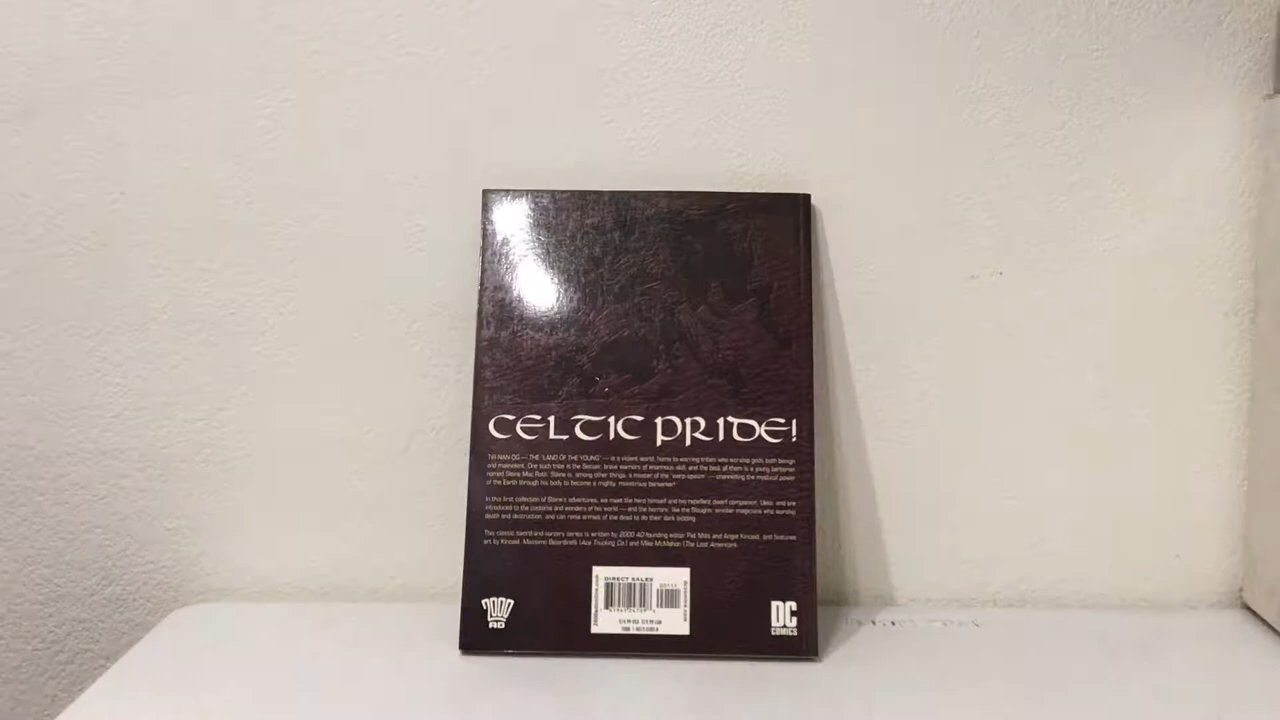 CELTIC PRIDE!
TIR NAN OG — THE "LAND OF THE YOUNG" — is a violent world, home to warring tribes who worship gods, both benign
and malevolent. One such tribe is the Sessair, brave warriors of enormous skill, and the best of them is a young barbarian
named Sláine Mac Roth. Sláine is, among other things, a master of the 'warp-spasm' — channelling the mystical power
of the Earth through his body to become a mighty, monstrous berserker!
In this first collection of Sláine's adventures, we meet the hero himself and his repellent dwarf companion, Ukko, and are
introduced to the customs and wonders of his world — and the horrors, like the Slough: sinister magicians who worship
death and destruction, and can raise armies of the dead to do their dark bidding.
This classic sword-and-sorcery series is written by 2000 AD founding editor Pat Mills and Angie Kincaid, and features
art by Kincaid, Massimo Belardinelli (Ace Trucking Co.) and Mike McMahon (The Last American).
DIRECT SALES
00111
2000
AD
DC
COMICS